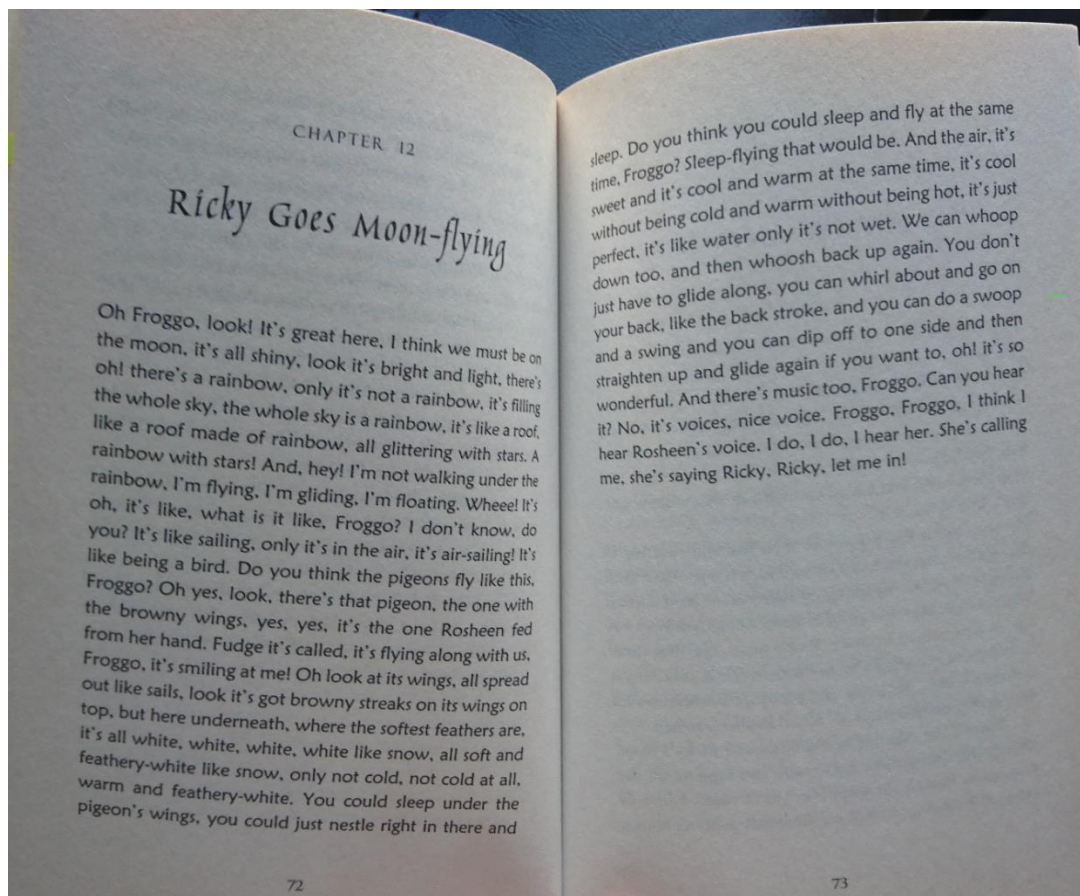 CHAPTER 12
Ricky Goes Moon-flying
Oh Froggo, look! It's great here, I think we must be on
the moon, it's all shiny, look it's bright and light, there's
oh! there's a rainbow, only it's not a rainbow, it's filling
the whole sky, the whole sky is a rainbow, it's like a roof,
like a roof made of rainbow, all glittering with stars. A
rainbow with stars! And, hey! I'm not walking under the
rainbow, I'm flying, I'm gliding, I'm floating. Wheee! It's
oh, it's like, what is it like, Froggo? I don't know, do
you? It's like sailing, only it's in the air, it's air-sailing! It's
like being a bird. Do you think the pigeons fly like this,
Froggo? Oh yes, look, there's that pigeon, the one with
the browny wings, yes, yes, it's the one Rosheen fed
from her hand. Fudge it's called, it's flying along with us,
Froggo, it's smiling at me! Oh look at its wings, all spread
out like sails, look it's got browny streaks on its wings on
top, but here underneath, where the softest feathers are,
it's all white, white, white, white like snow, all soft and
feathery-white like snow, only not cold, not cold at all,
warm and feathery-white. You could sleep under the
pigeon's wings, you could just nestle right in there and
72
sleep. Do you think you could sleep and fly at the same
time, Froggo? Sleep-flying that would be. And the air, it's
sweet and it's cool and warm at the same time, it's cool
without being cold and warm without being hot, it's just
perfect, it's like water only it's not wet. We can whoop
down too, and then whoosh back up again. You don't
just have to glide along, you can whirl about and go on
your back, like the back stroke, and you can do a swoop
and a swing and you can dip off to one side and then
straighten up and glide again if you want to, oh! it's so
wonderful. And there's music too, Froggo, Can you hear
it? No, it's voices, nice voice. Froggo, Froggo, I think I
hear Rosheen's voice. I do, I do, I hear her. She's calling
me, she's saying Ricky, Ricky, let me in!
73